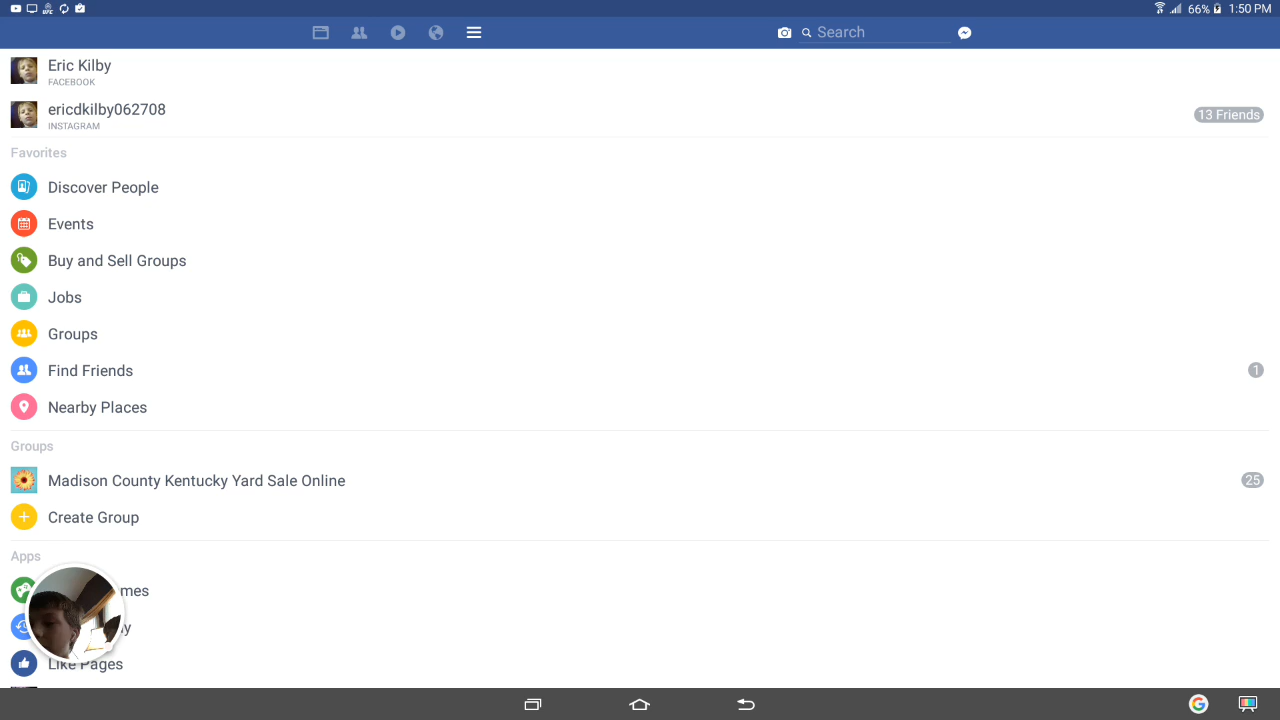 UFC 66% 1:50 PM
Search
Eric Kilby
FACEBOOK
ericdkilby062708
INSTAGRAM
13 Friends
Favorites
Discover People
Events
Buy and Sell Groups
Jobs
Groups
Find Friends
1
Nearby Places
Groups
Madison County Kentucky Yard Sale Online
25
Create Group
Apps
mes
y
Like Pages